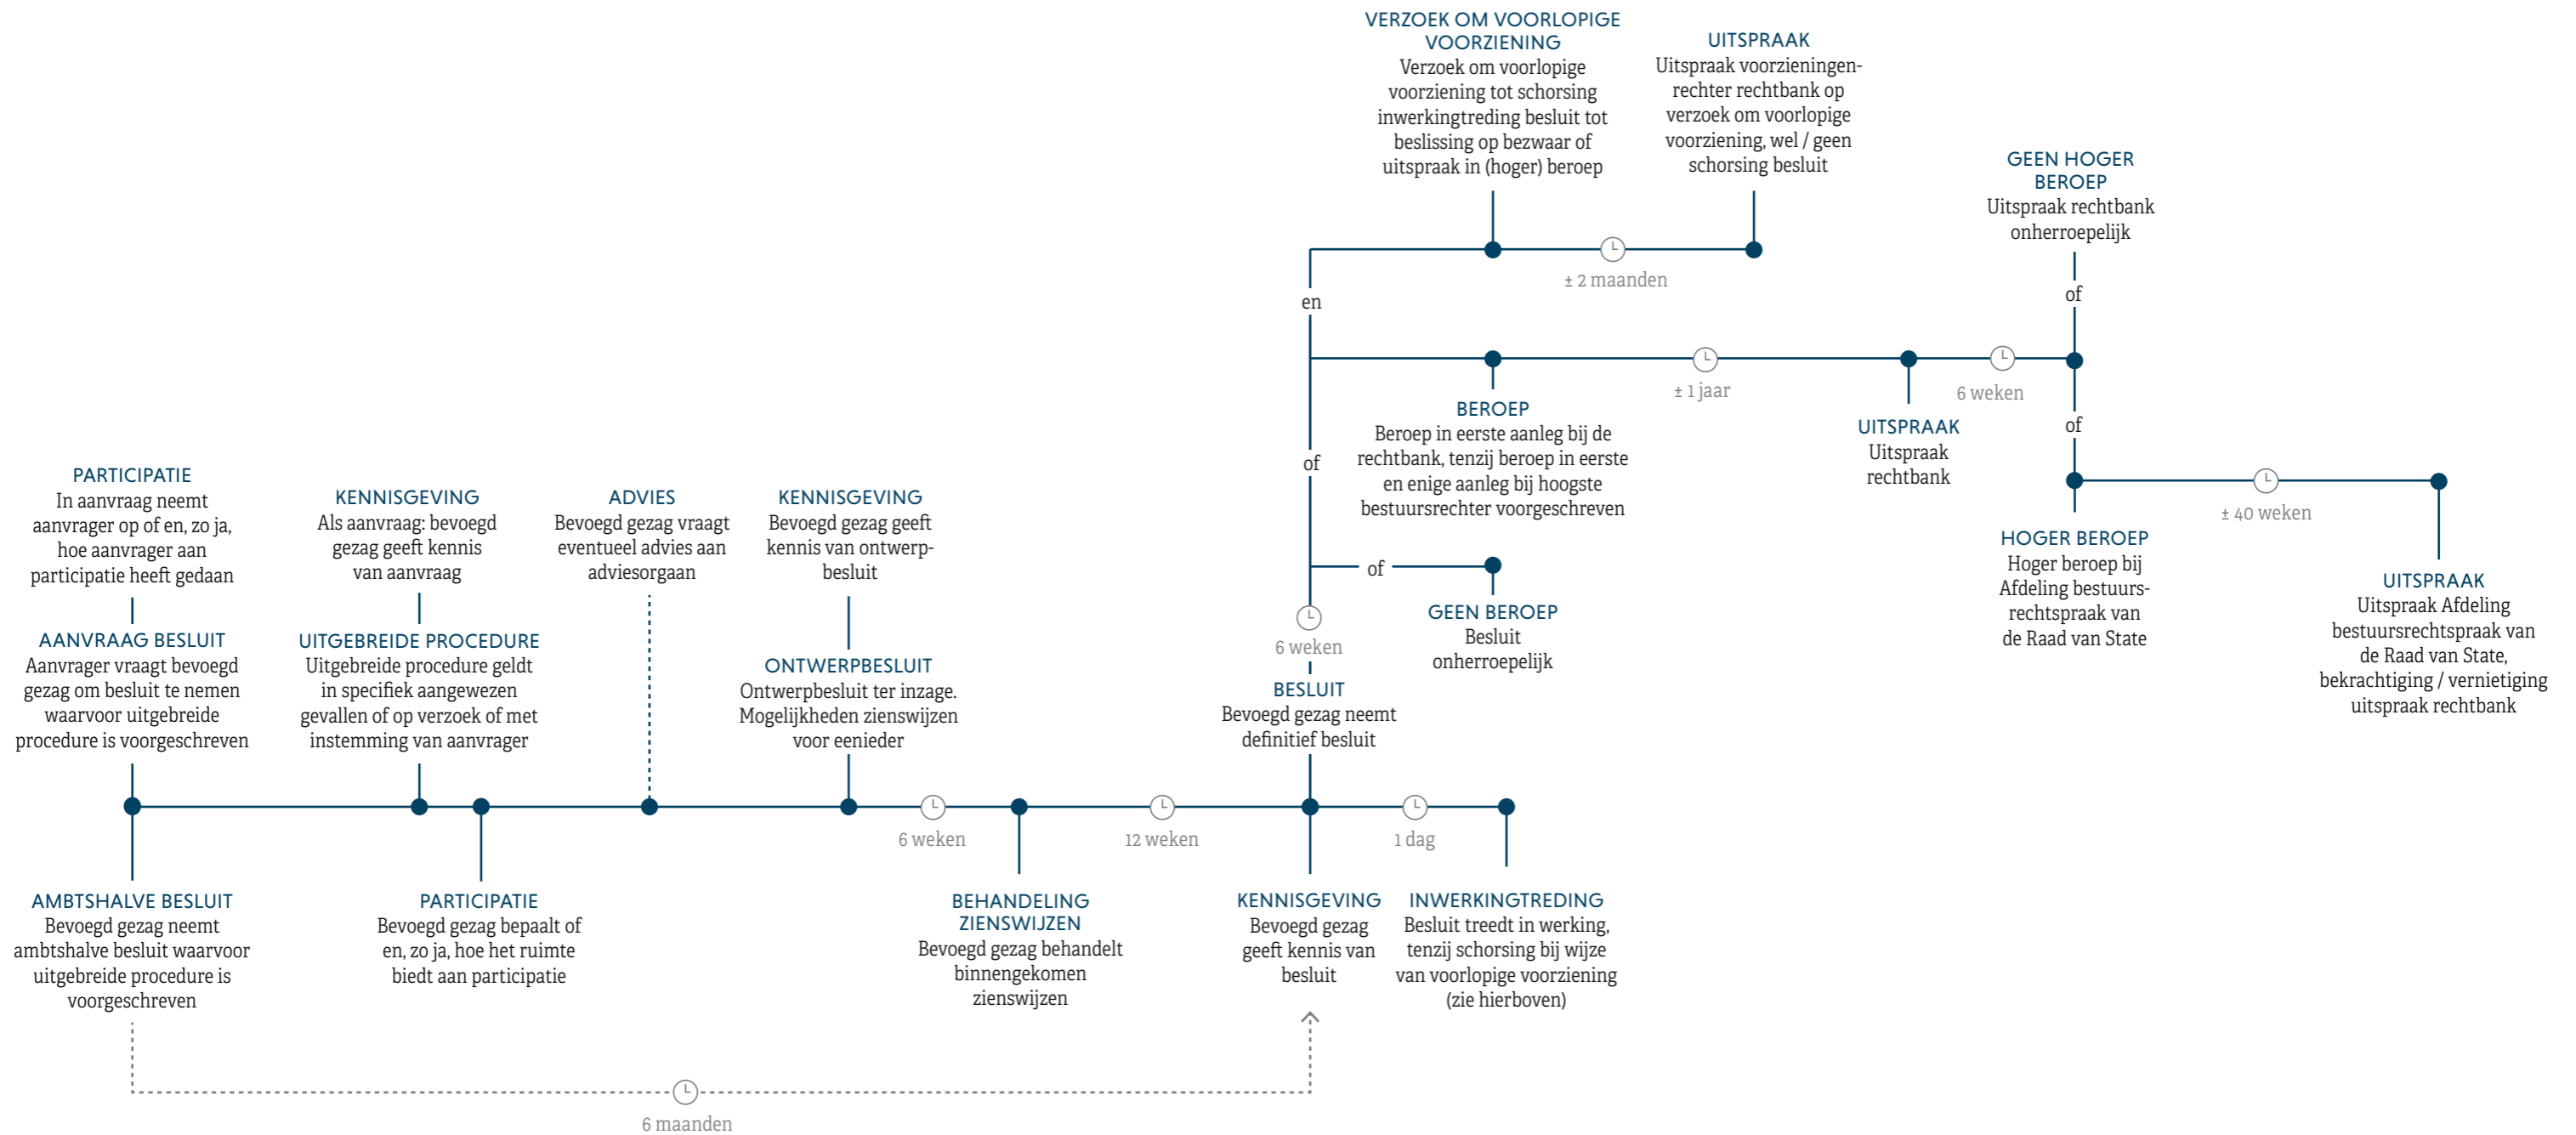 VERZOEK OM VOORLOPIGE
VOORZIENING
Verzoek om voorlopige
voorziening tot schorsing
inwerkingtreding besluit tot
beslissing op bezwaar of
uitspraak in (hoger) beroep
UITSPRAAK
Uitspraak voorzieningen-
rechter rechtbank op
verzoek om voorlopige
voorziening, wel / geen
schorsing besluit
± 2 maanden
en
GEEN HOGER
BEROEP
Uitspraak rechtbank
onherroepelijk
of
BEROEP
Beroep in eerste aanleg bij de
rechtbank, tenzij beroep in eerste
en enige aanleg bij hoogste
bestuursrechter voorgeschreven
± 1 jaar
UITSPRAAK
Uitspraak
rechtbank
6 weken
of
HOGER BEROEP
Hoger beroep bij
Afdeling bestuurs-
rechtspraak van
de Raad van State
± 40 weken
UITSPRAAK
Uitspraak Afdeling
bestuursrechtspraak van
de Raad van State,
bekrachtiging / vernietiging
uitspraak rechtbank
of
of
GEEN BEROEP
Besluit
onherroepelijk
6 weken
BESLUIT
Bevoegd gezag neemt
definitief besluit
PARTICIPATIE
In aanvraag neemt
aanvrager op of en, zo ja,
hoe aanvrager aan
participatie heeft gedaan
AANVRAAG BESLUIT
Aanvrager vraagt bevoegd
gezag om besluit te nemen
waarvoor uitgebreide
procedure is voorgeschreven
KENNISGEVING
Als aanvraag: bevoegd
gezag geeft kennis
van aanvraag
UITGEBREIDE PROCEDURE
Uitgebreide procedure geldt
in specifiek aangewezen
gevallen of op verzoek of met
instemming van aanvrager
ADVIES
Bevoegd gezag vraagt
eventueel advies aan
adviesorgaan
KENNISGEVING
Bevoegd gezag geeft
kennis van ontwerp-
besluit
ONTWERPBESLUIT
Ontwerpbesluit ter inzage.
Mogelijkheden zienswijzen
voor eenieder
6 weken
12 weken
1 dag
AMBTSHALVE BESLUIT
Bevoegd gezag neemt
ambtshalve besluit waarvoor
uitgebreide procedure is
voorgeschreven
PARTICIPATIE
Bevoegd gezag bepaalt of
en, zo ja, hoe het ruimte
biedt aan participatie
BEHANDELING
ZIENSWIJZEN
Bevoegd gezag behandelt
binnengekomen
zienswijzen
KENNISGEVING
Bevoegd gezag
geeft kennis van
besluit
INWERKINGTREDING
Besluit treedt in werking,
tenzij schorsing bij wijze
van voorlopige voorziening
(zie hierboven)
6 maanden